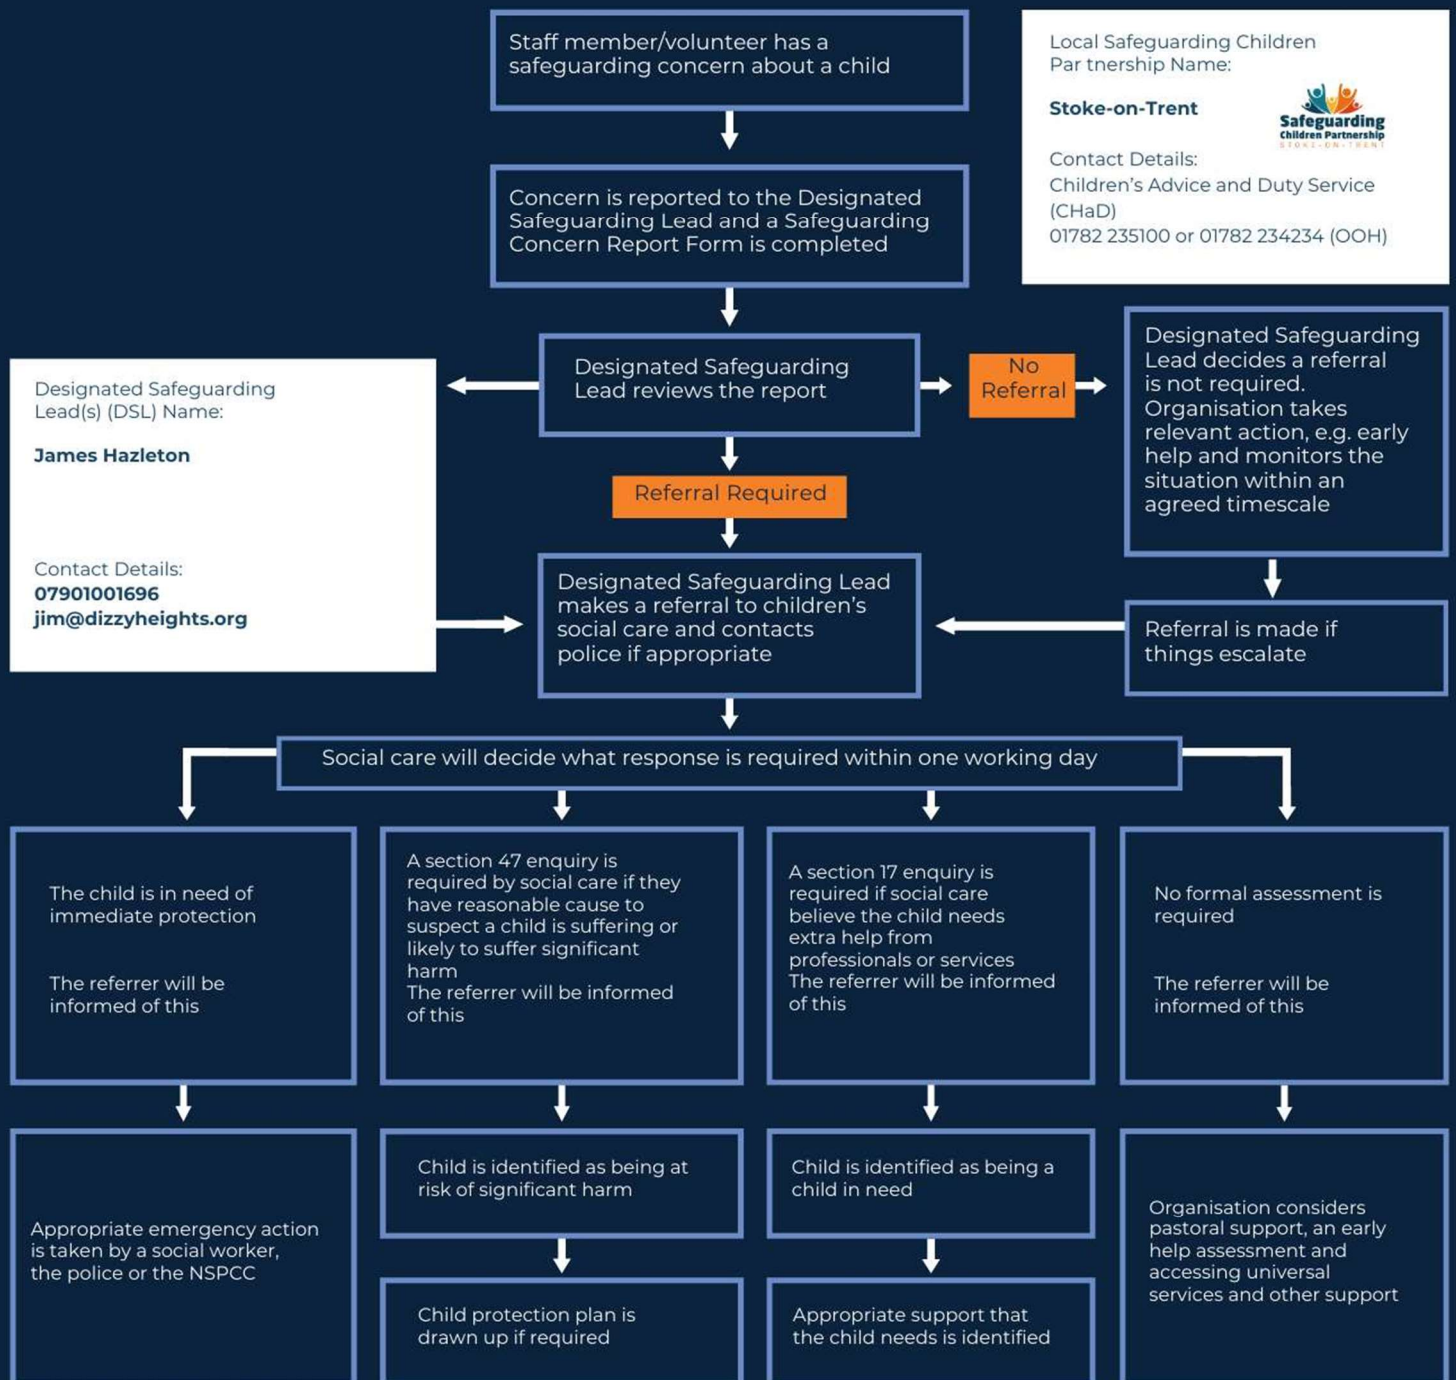 Staff member/volunteer has a
safeguarding concern about a child
Local Safeguarding Children
Par tnership Name:
Stoke-on-Trent
Safeguarding
Children Partnership
STOKE-ON-TRENT
Contact Details:
Children's Advice and Duty Service
(CHaD)
01782 235100 or 01782 234234 (OOH)
Concern is reported to the Designated
Safeguarding Lead and a Safeguarding
Concern Report Form is completed
Designated Safeguarding
Lead reviews the report
No
Referral
Designated Safeguarding
Lead decides a referral
is not required.
Organisation takes
relevant action, e.g. early
help and monitors the
situation within an
agreed timescale
Designated Safeguarding
Lead(s) (DSL) Name:
James Hazleton
Contact Details:
07901001696
jim@dizzyheights.org
Referral Required
Designated Safeguarding Lead
makes a referral to children's
social care and contacts
police if appropriate
Referral is made if
things escalate
Social care will decide what response is required within one working day
The child is in need of
immediate protection
The referrer will be
informed of this
A section 47 enquiry is
required by social care if they
have reasonable cause to
suspect a child is suffering or
likely to suffer significant
harm
The referrer will be informed
of this
A section 17 enquiry is
required if social care
believe the child needs
extra help from
professionals or services
The referrer will be informed
of this
No formal assessment is
required
The referrer will be
informed of this
Appropriate emergency action
is taken by a social worker,
the police or the NSPCC
Child is identified as being at
risk of significant harm
Child protection plan is
drawn up if required
Child is identified as being a
child in need
Appropriate support that
the child needs is identified
Organisation considers
pastoral support, an early
help assessment and
accessing universal
services and other support